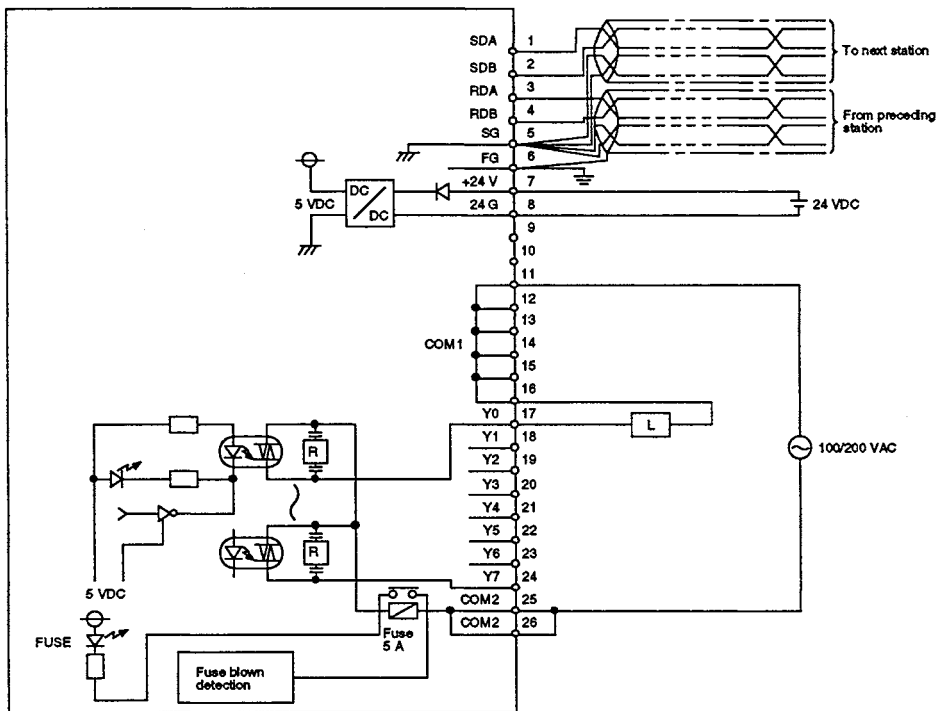 SDA 1
SDB 2
To next station
RDA 3
RDB 4
SG 5
From preceding
station
FG 6
+24 V 7
5 VDC
DC
DC
24 G 8
24 VDC
9
10
11
12
13
COM1
14
15
16
Y0 17
L
Y1 18
100/200 VAC
R
Y2 19
Y3 20
Y4 21
Y5 22
R
Y6 23
Y7 24
5 VDC
COM2 25
COM2 26
FUSE
Fuse
5 A
Fuse blown
detection